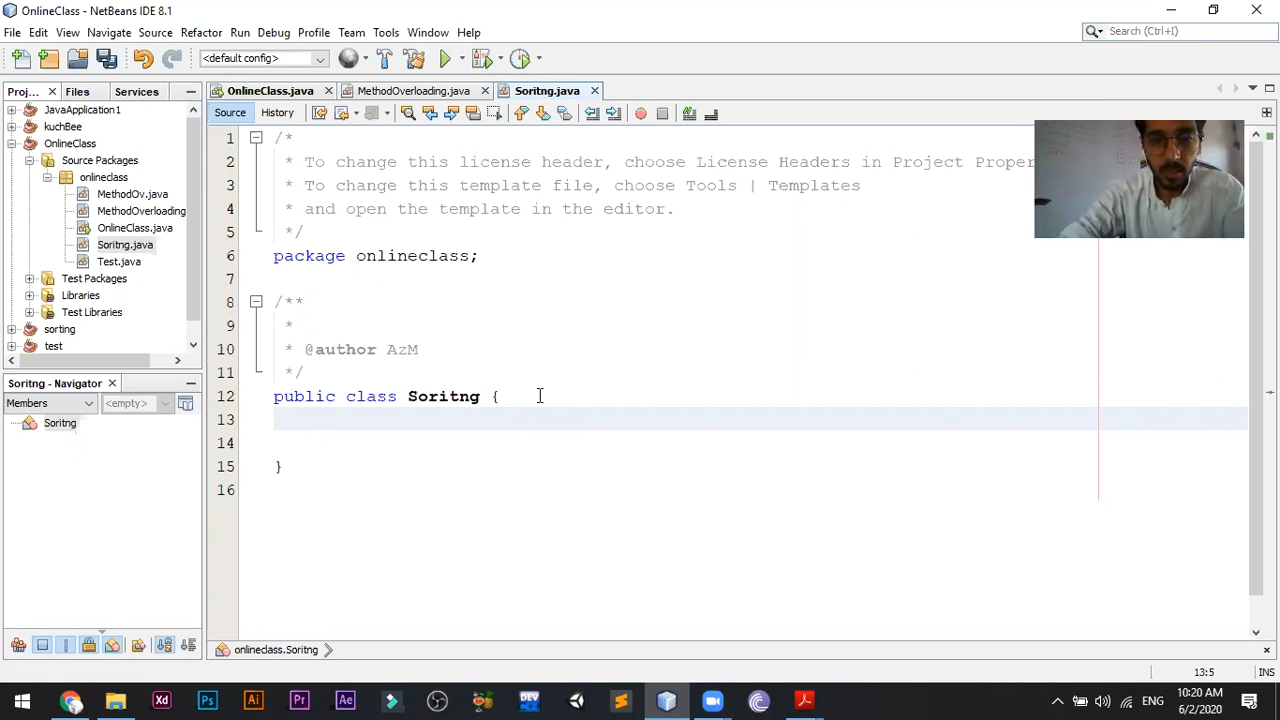 OnlineClass - NetBeans IDE 8.1
File Edit View Navigate Source Refactor Run Debug Profile Team Tools Window Help
Search (Ctrl+I)
<default config>
Proj... Files Services
OnlineClass.java MethodOverloading.java Soritng.java
Source History
JavaApplication1
kuchBee
OnlineClass
Source Packages
onlineclass
MethodOv.java
MethodOverloading
OnlineClass.java
Soritng.java
Test.java
Test Packages
Libraries
Test Libraries
sorting
test
Soritng - Navigator
Members <empty>
Soritng
1 /*
2 * To change this license header, choose License Headers in Project Proper
3 * To change this template file, choose Tools | Templates
4 * and open the template in the editor.
5 */
6 package onlineclass;
7
8 /**
9 *
10 * @author AzM
11 */
12 public class Soritng {
13
14
15 }
16
onlineclass.Soritng
13:5 INS
Xd Ps Ai Pr Ae DEV
ENG
10:20 AM
6/2/2020